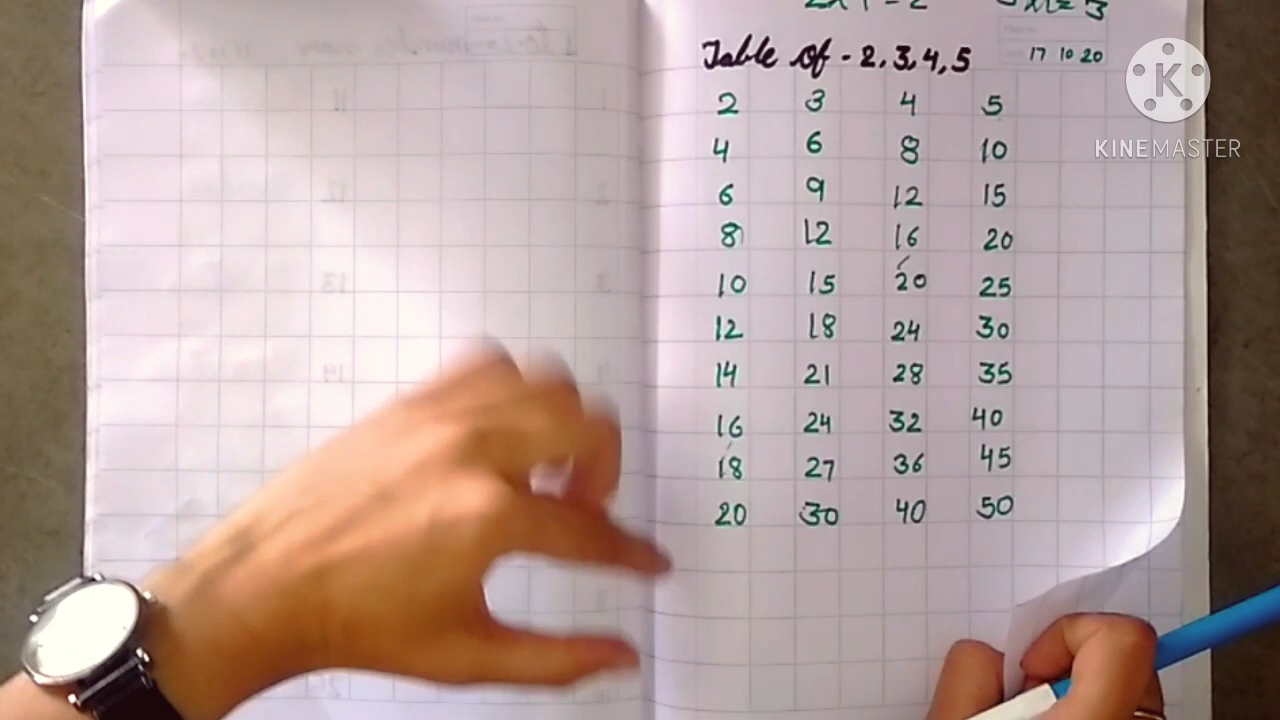 Table Of - 2, 3, 4, 5
17 10 20
K
KINEMASTER
2 3 4 5
4 6 8 10
6 9 12 15
8 12 16 20
10 15 20 25
12 18 24 30
14 21 28 35
16 24 32 40
18 27 36 45
20 30 40 50